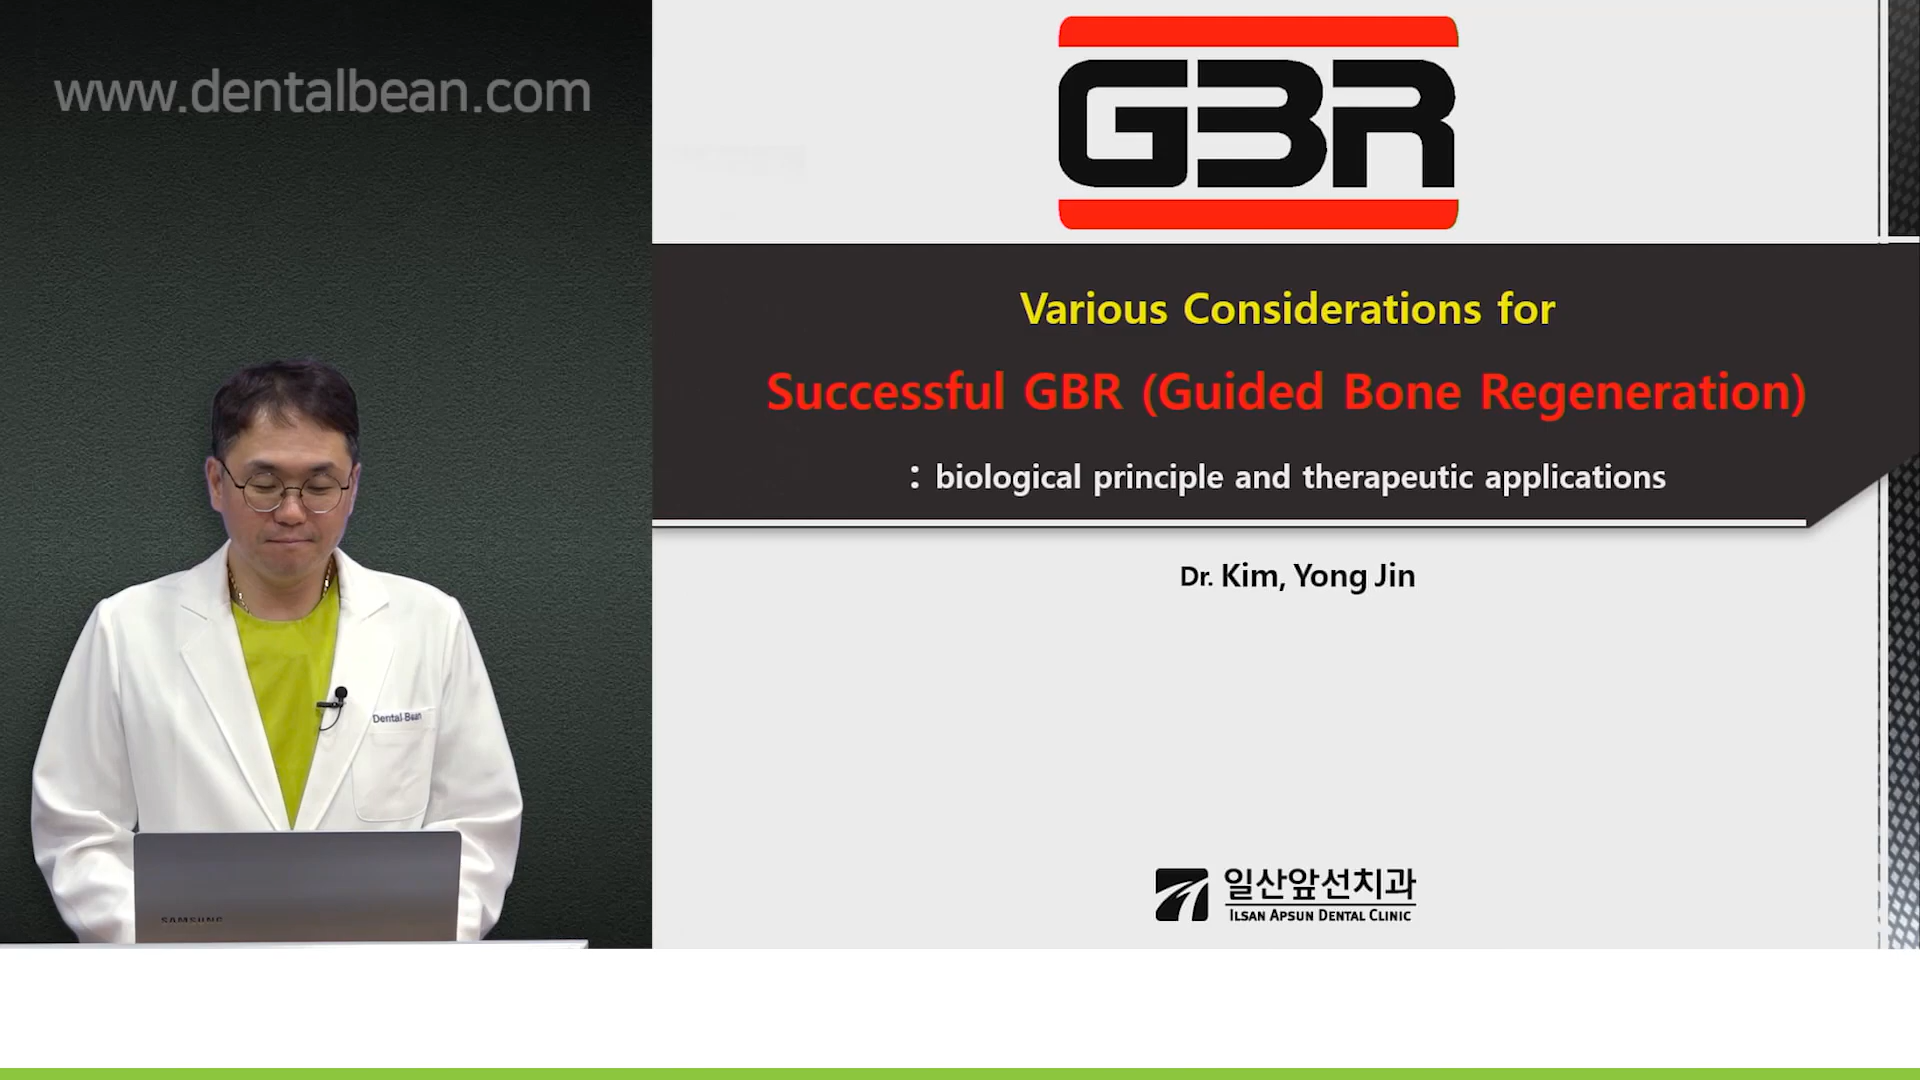 www.dentalbean.com
GBR
Various Considerations for
Successful GBR (Guided Bone Regeneration)
: biological principle and therapeutic applications
Dr. Kim, Yong Jin
Dental Bean
SAMSUNG
일산앞선치과
ILSAN APSUN DENTAL CLINIC